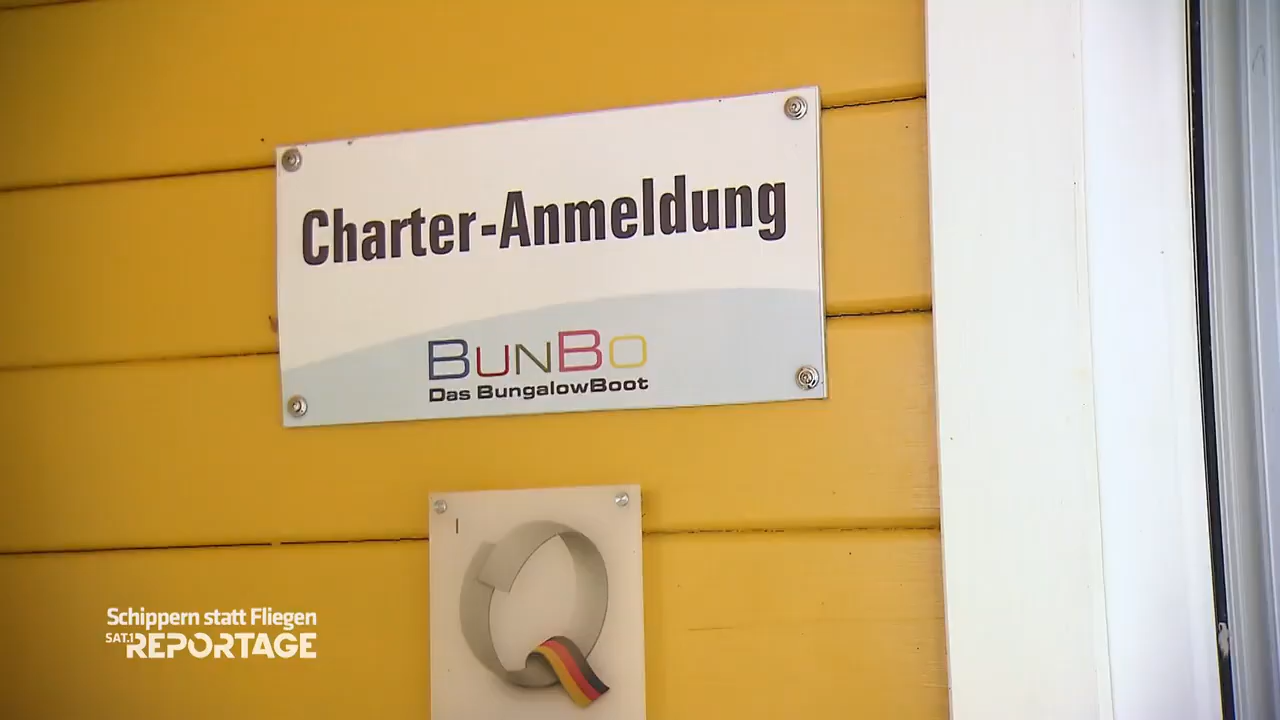 Charter-Anmeldung
BUNBO
Das BungalowBoot
Q
Schippern statt Fliegen
SAT.1 REPORTAGE